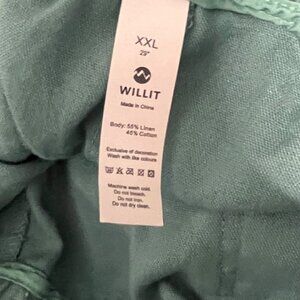 XXL
29"
WILLIT
Made in China
Body: 55% Linen
45% Cotton
Exclusive of decoration
Wash with like colours
Machine wash cold.
Do not bleach.
Do not iron.
Do not dry clean.